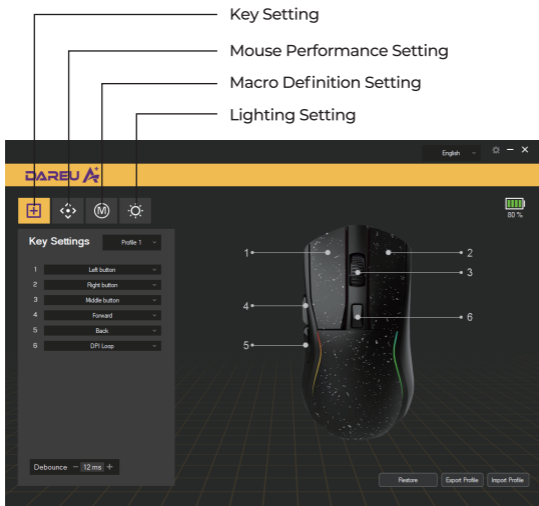 Key Setting
Mouse Performance Setting
Macro Definition Setting
Lighting Setting
English
DAREU A+
M
80 %
Key Settings
Profile 1
1 Left button
2 Right button
3 Middle button
4 Forward
5 Back
6 DPI Loop
1
2
3
4
6
5
Debounce − 12 ms +
Restore
Export Profile
Import Profile